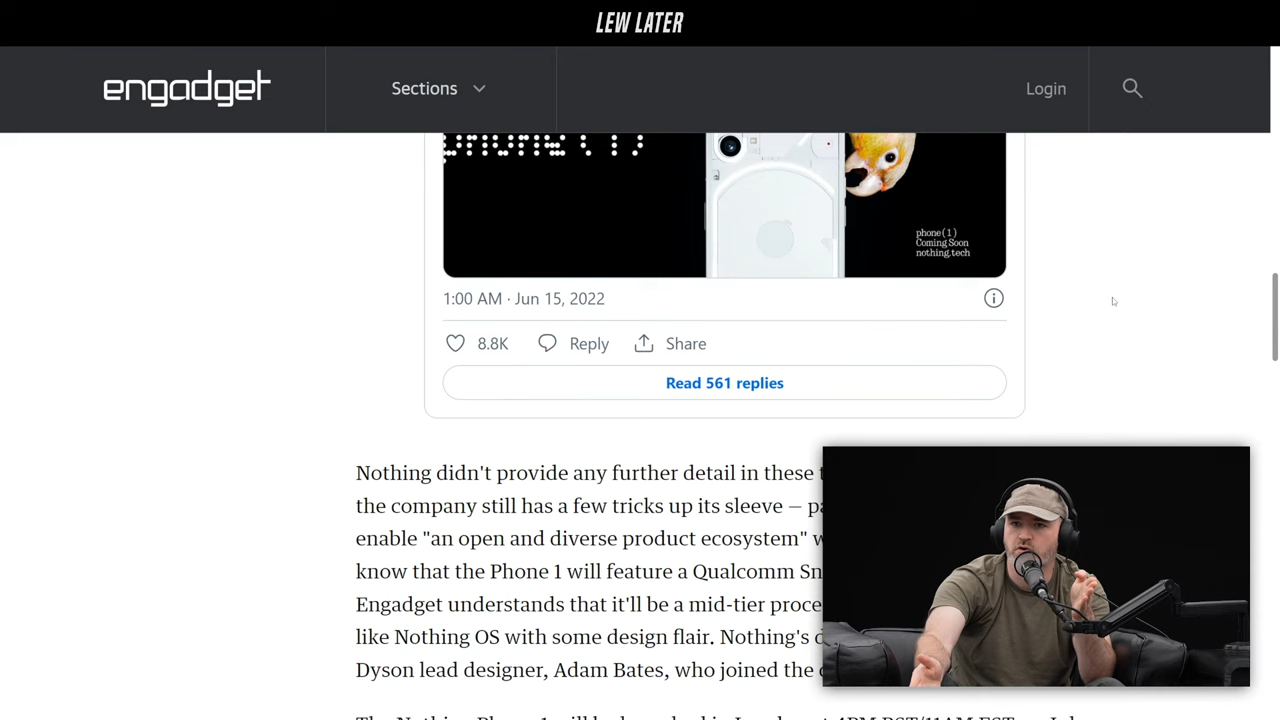 LEW LATER
engadget
Sections
Login
phone (1)
phone (1)
Coming Soon
nothing.tech
1:00 AM · Jun 15, 2022
8.8K
Reply
Share
Read 561 replies
Nothing didn't provide any further detail in these
the company still has a few tricks up its sleeve —
enable "an open and diverse product ecosystem"
know that the Phone 1 will feature a Qualcomm
Engadget understands that it'll be a mid-tier
like Nothing OS with some design flair. Nothing's
Dyson lead designer, Adam Bates, who joined the